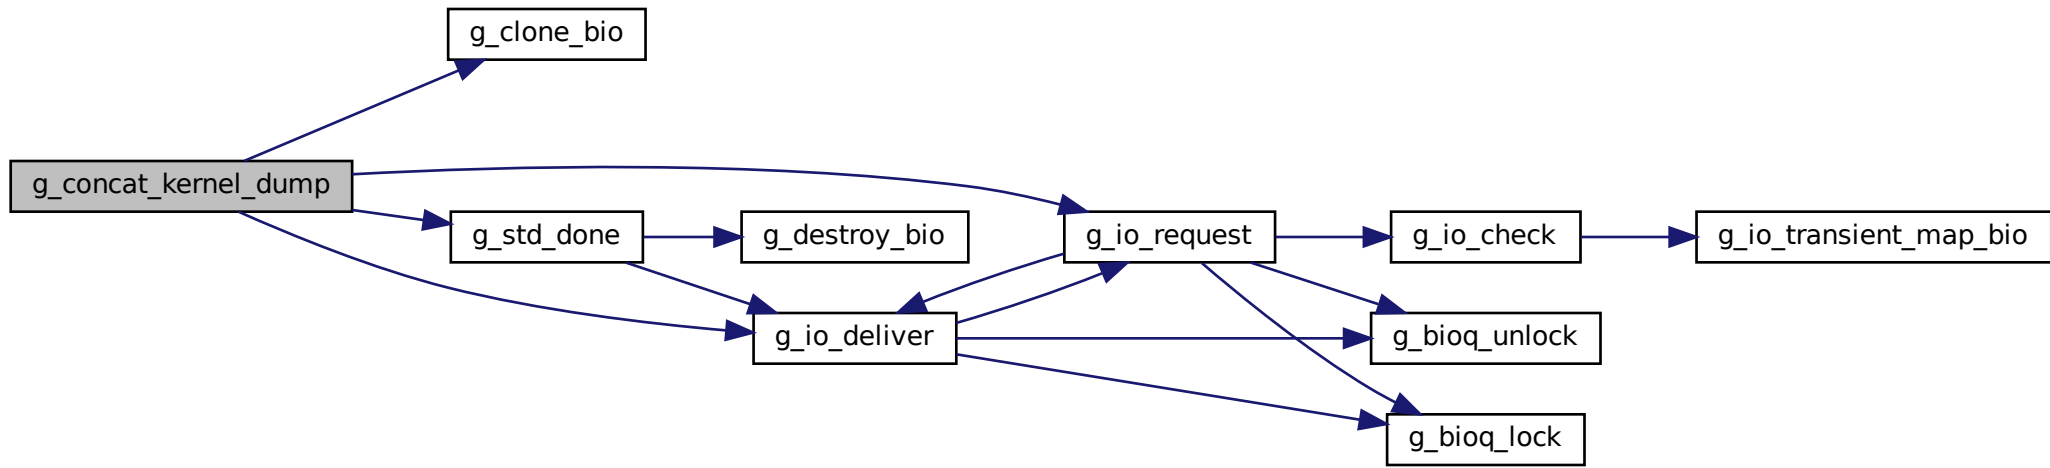 g_clone_bio
g_concat_kernel_dump
g_std_done
g_destroy_bio
g_io_request
g_io_check
g_io_transient_map_bio
g_io_deliver
g_bioq_unlock
g_bioq_lock